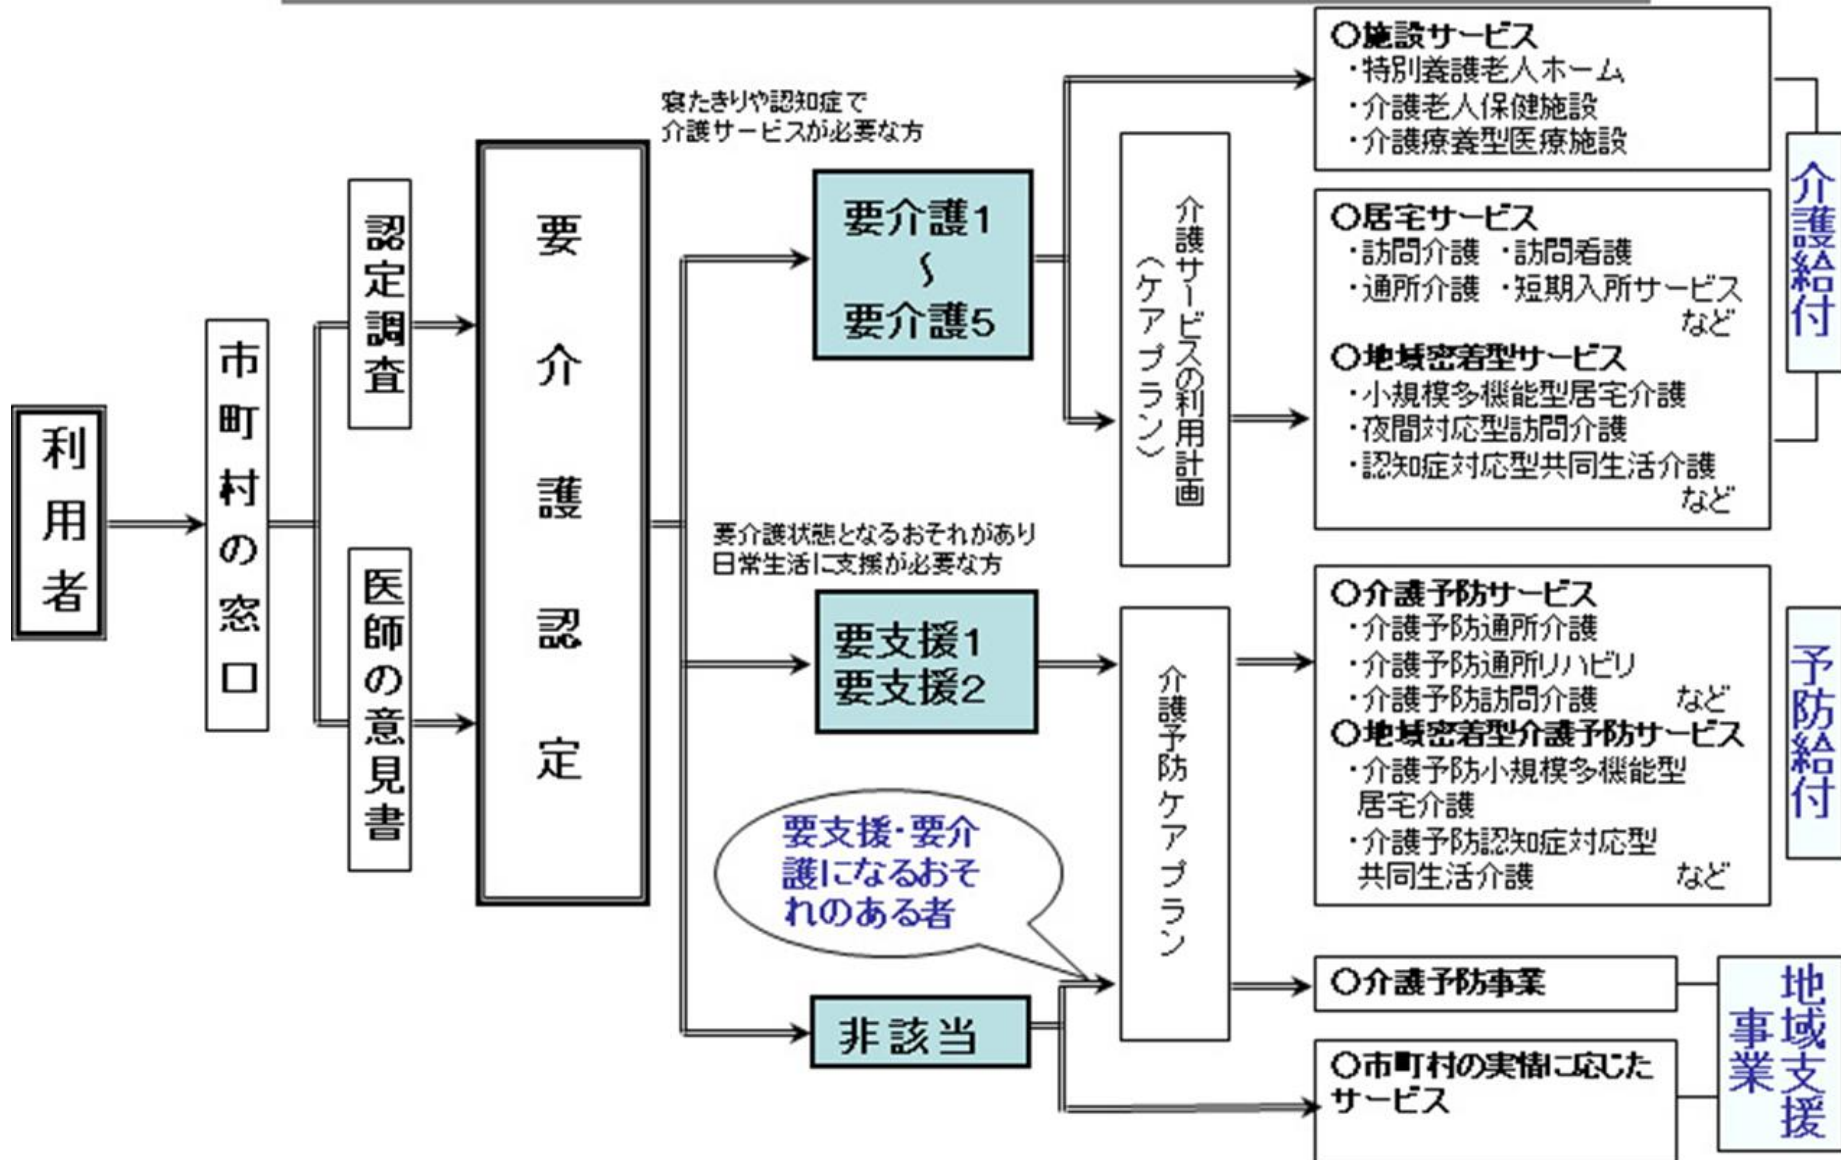 利用者
市町村の窓口
認定調査
医師の意見書
要介護認定
寝たきりや認知症で
介護サービスが必要な方
要介護1
〜
要介護5
介護サービスの利用計画
（ケアプラン）
○施設サービス
・特別養護老人ホーム
・介護老人保健施設
・介護療養型医療施設
○居宅サービス
・訪問介護 ・訪問看護
・通所介護 ・短期入所サービス
など
○地域密着型サービス
・小規模多機能型居宅介護
・夜間対応型訪問介護
・認知症対応型共同生活介護
など
介護給付
要介護状態となるおそれがあり
日常生活に支援が必要な方
要支援1
要支援2
介護予防ケアプラン
○介護予防サービス
・介護予防通所介護
・介護予防通所リハビリ
・介護予防訪問介護 など
○地域密着型介護予防サービス
・介護予防小規模多機能型
居宅介護
・介護予防認知症対応型
共同生活介護 など
予防給付
要支援・要介
護になるおそ
れのある者
非該当
○介護予防事業
○市町村の実情に応じた
サービス
地域支援
事業